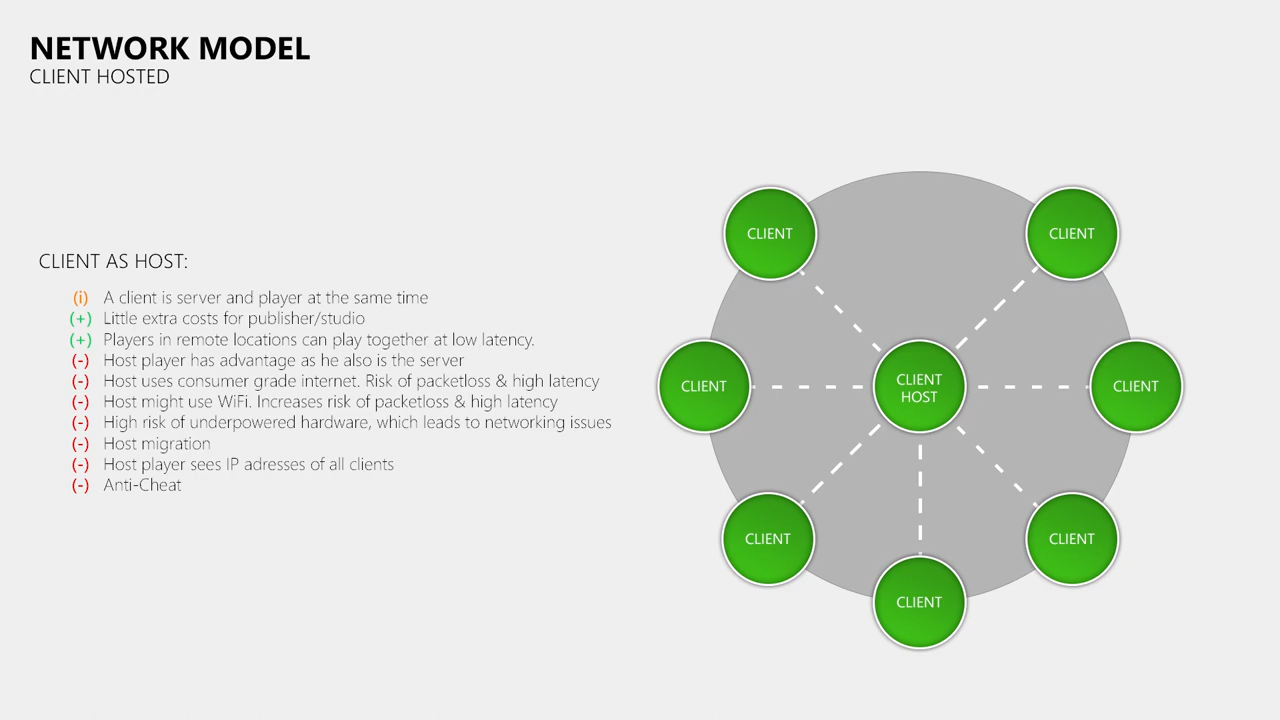 NETWORK MODEL
CLIENT HOSTED
CLIENT AS HOST:
(i) A client is server and player at the same time
(+) Little extra costs for publisher/studio
(+) Players in remote locations can play together at low latency.
(-) Host player has advantage as he also is the server
(-) Host uses consumer grade internet. Risk of packetloss & high latency
(-) Host might use WiFi. Increases risk of packetloss & high latency
(-) High risk of underpowered hardware, which leads to networking issues
(-) Host migration
(-) Host player sees IP adresses of all clients
(-) Anti-Cheat
CLIENT
CLIENT
CLIENT
CLIENT
HOST
CLIENT
CLIENT
CLIENT
CLIENT